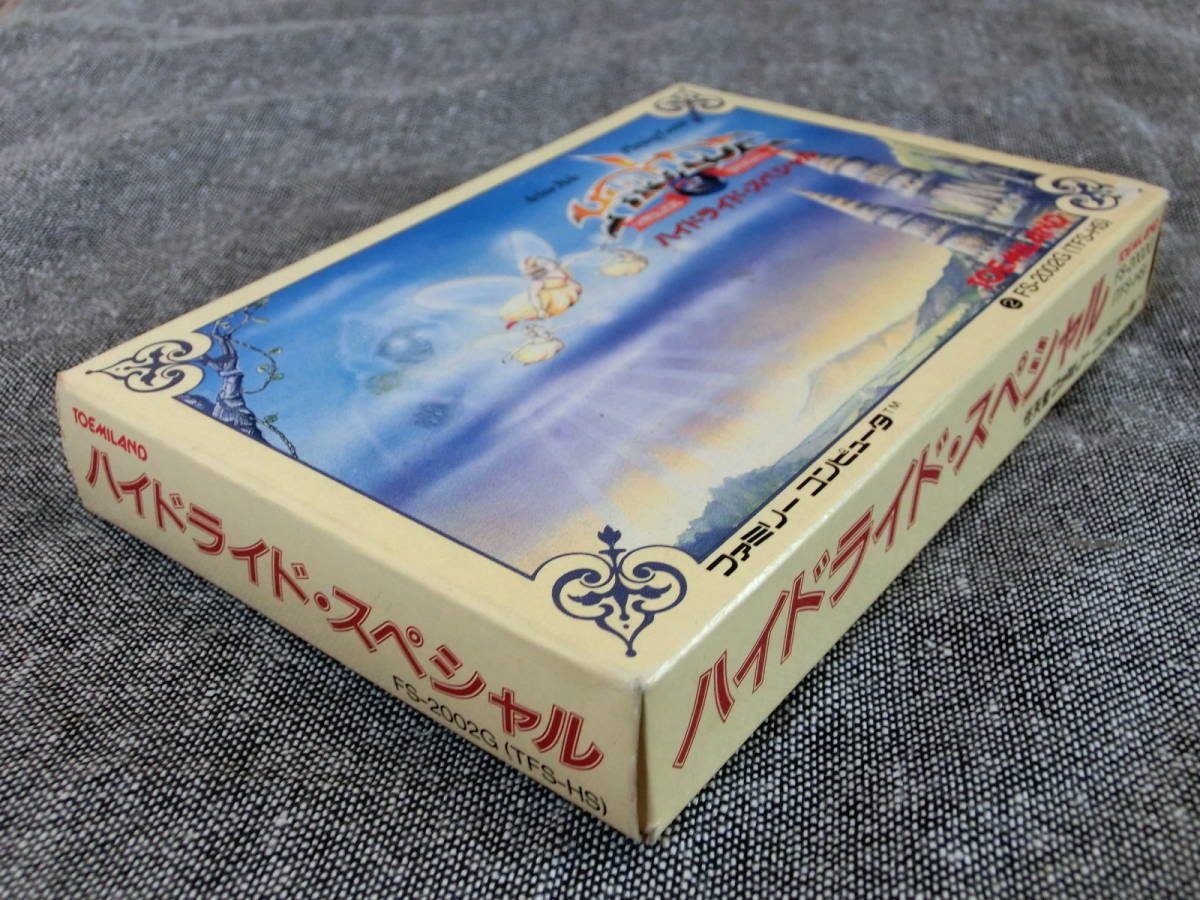 ハイドライド・スペシャル
TOEMILAND
❷ FS-2002G (TFS-HS)
ファミリー コンピュータ™
TOEMILAND
ハイドライド・スペシャル
FS-2002G (TFS-HS)
ハイドライド・スペシャル
TOEMILAND